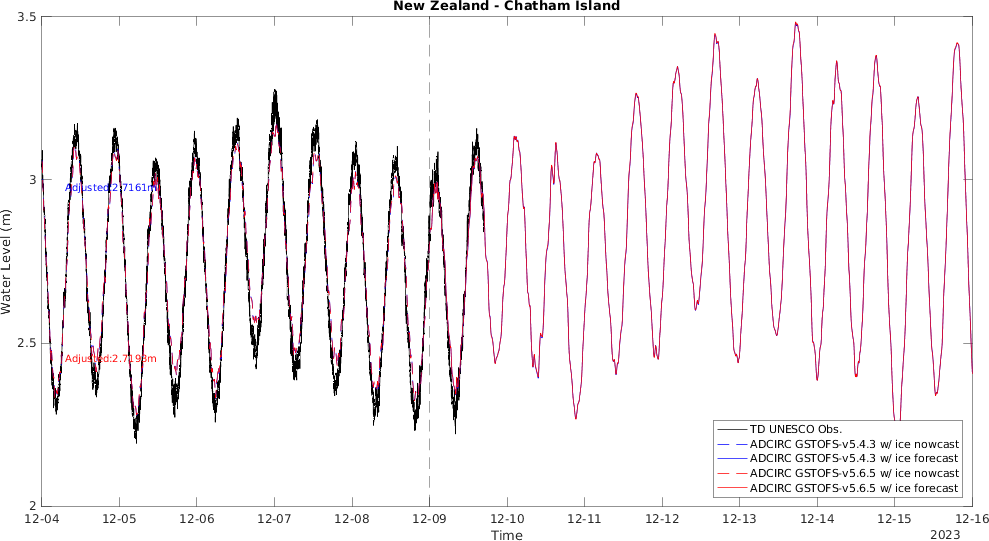 New Zealand - Chatham Island
Water Level (m)
3.5
3
2.5
2
Adjusted:2.7161m
Adjusted:2.7193m
TD UNESCO Obs.
ADCIRC GSTOFS-v5.4.3 w/ ice nowcast
ADCIRC GSTOFS-v5.4.3 w/ ice forecast
ADCIRC GSTOFS-v5.6.5 w/ ice nowcast
ADCIRC GSTOFS-v5.6.5 w/ ice forecast
12-04 12-05 12-06 12-07 12-08 12-09 12-10 12-11 12-12 12-13 12-14 12-15 12-16
Time
2023